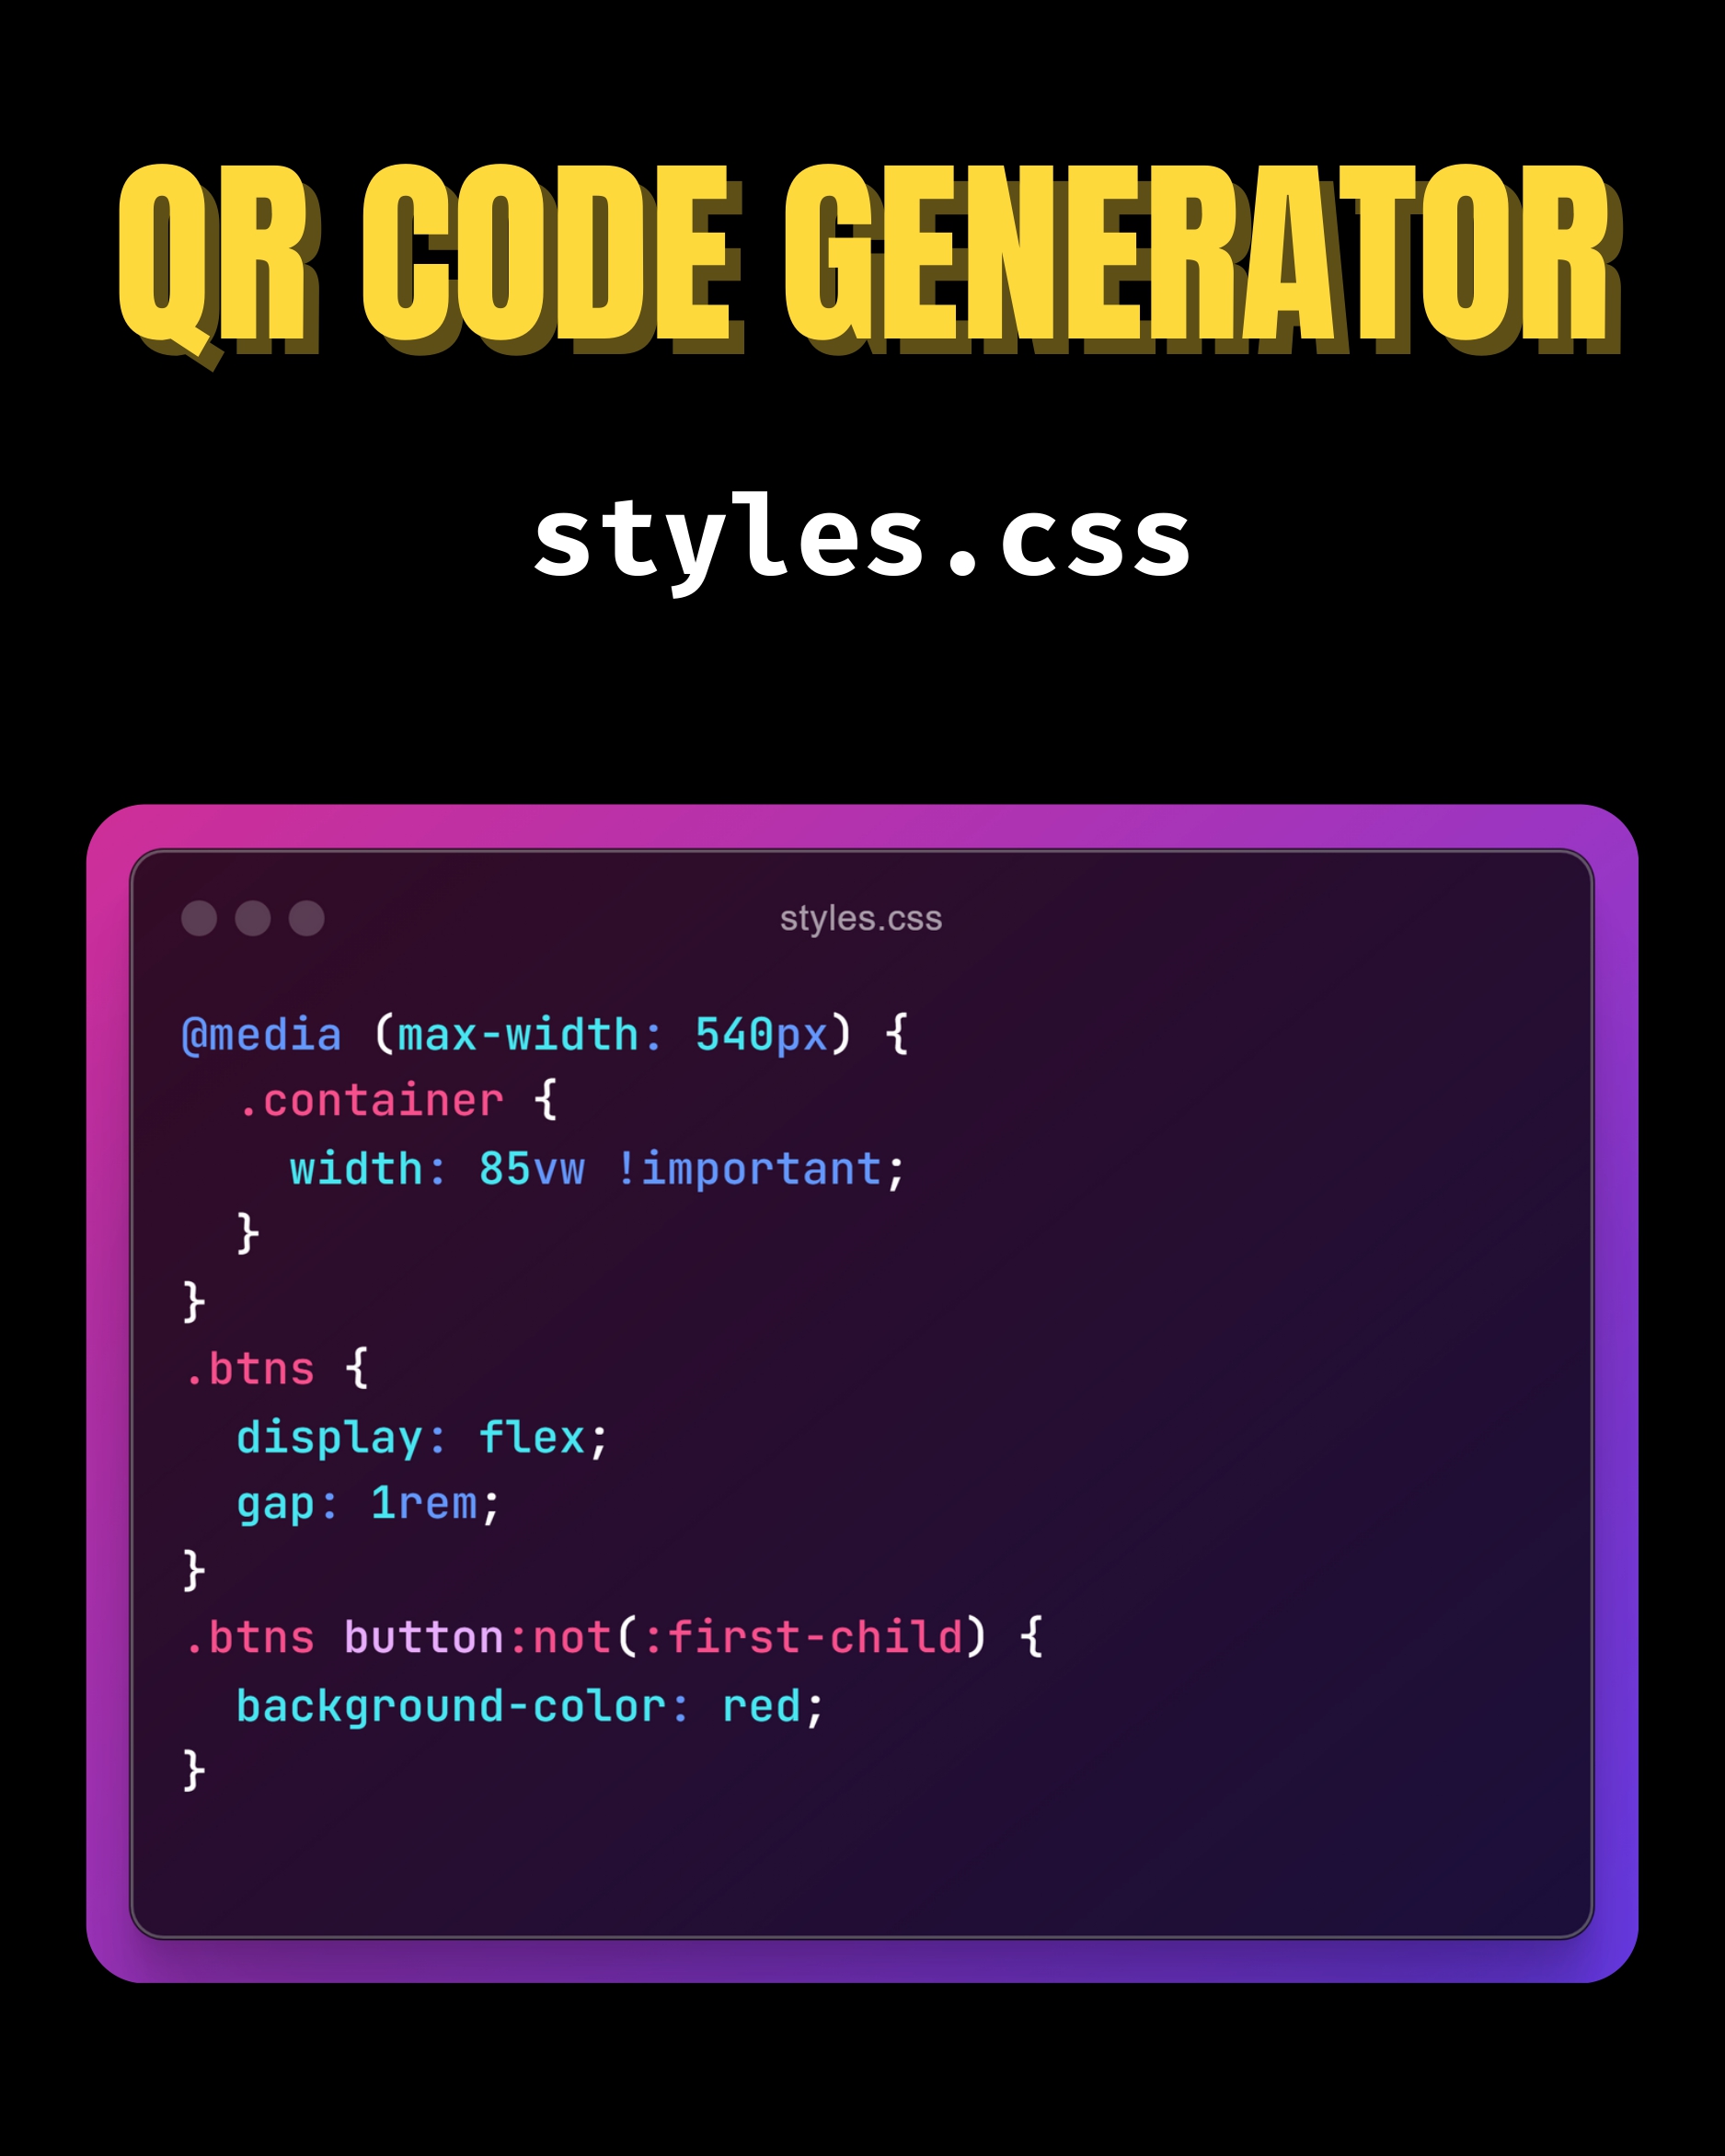 QR CODE GENERATOR
styles.css
styles.css
@media (max-width: 540px) {
  .container {
    width: 85vw !important;
  }
}
.btns {
  display: flex;
  gap: 1rem;
}
.btns button:not(:first-child) {
  background-color: red;
}